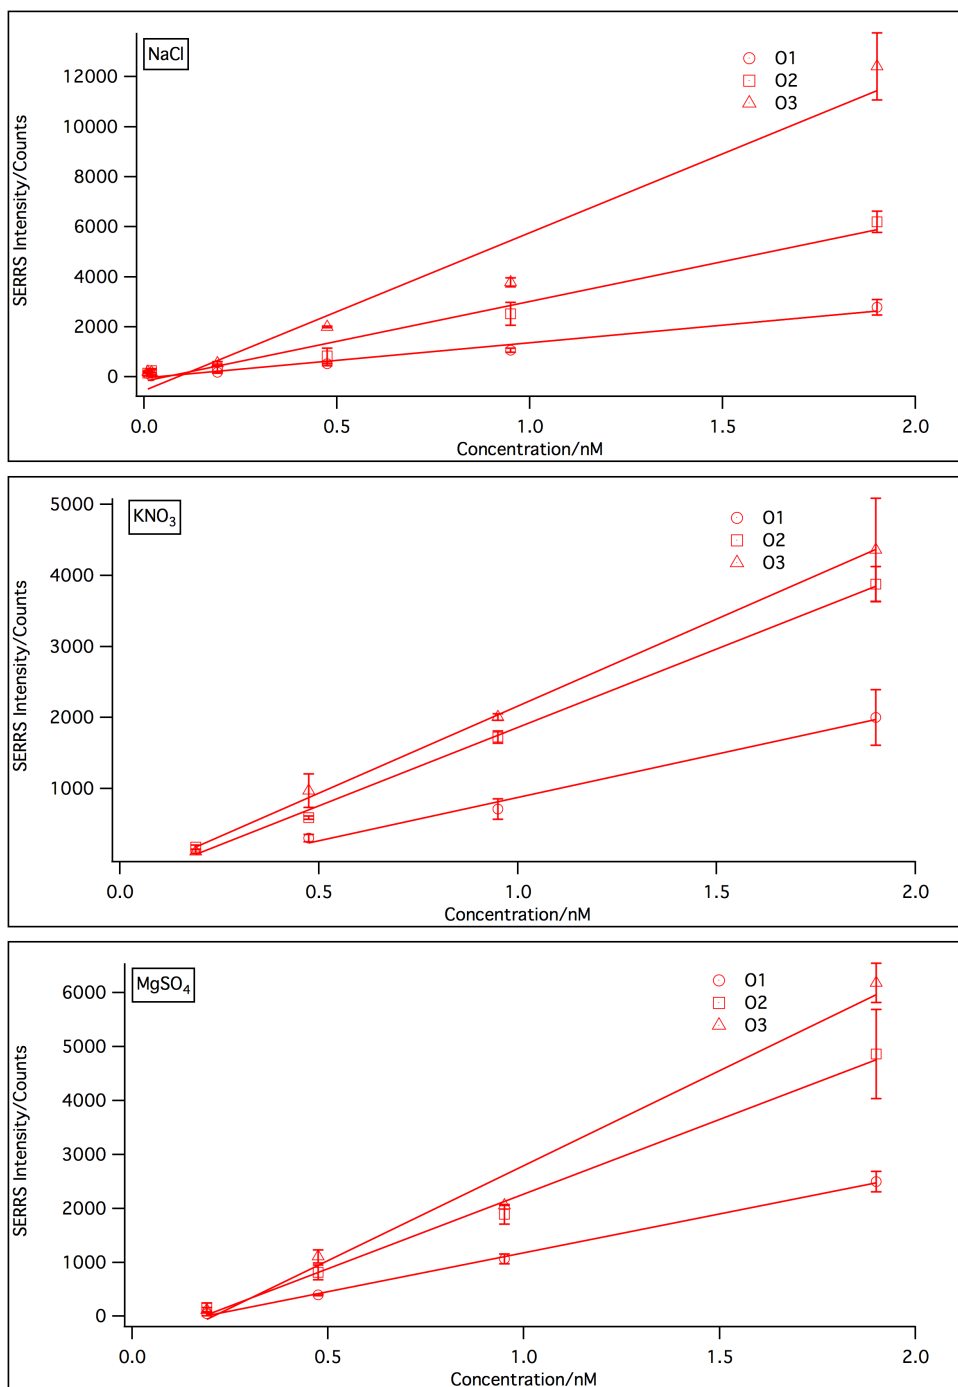 NaCl
O1
O2
O3
12000
10000
8000
6000
4000
2000
0
SERRS Intensity/Counts
0.0 0.5 1.0 1.5 2.0
Concentration/nM
KNO3
O1
O2
O3
5000
4000
3000
2000
1000
SERRS Intensity/Counts
0.0 0.5 1.0 1.5 2.0
Concentration/nM
MgSO4
O1
O2
O3
6000
5000
4000
3000
2000
1000
0
SERRS Intensity/Counts
0.0 0.5 1.0 1.5 2.0
Concentration/nM